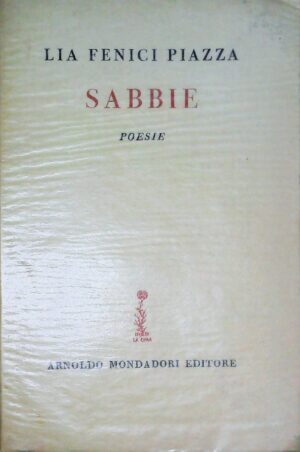 LIA FENICI PIAZZA
SABBIE
POESIE
ARNOLDO MONDADORI EDITORE